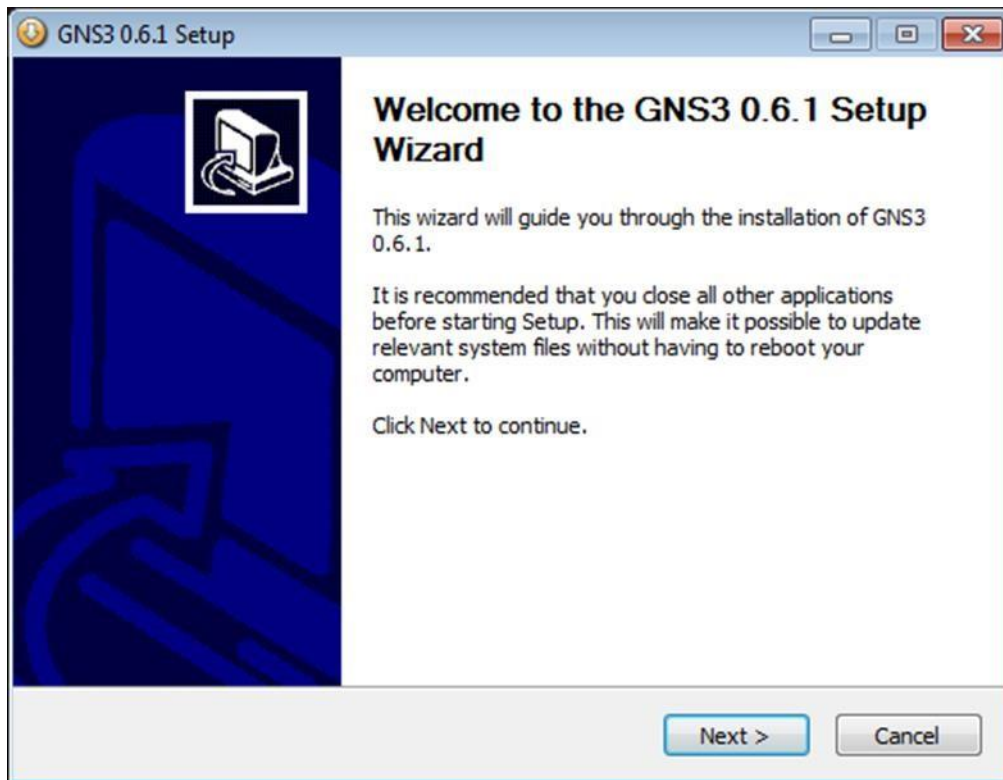 GNS3 0.6.1 Setup
Welcome to the GNS3 0.6.1 Setup
Wizard
This wizard will guide you through the installation of GNS3
0.6.1.
It is recommended that you close all other applications
before starting Setup. This will make it possible to update
relevant system files without having to reboot your
computer.
Click Next to continue.
Next >
Cancel